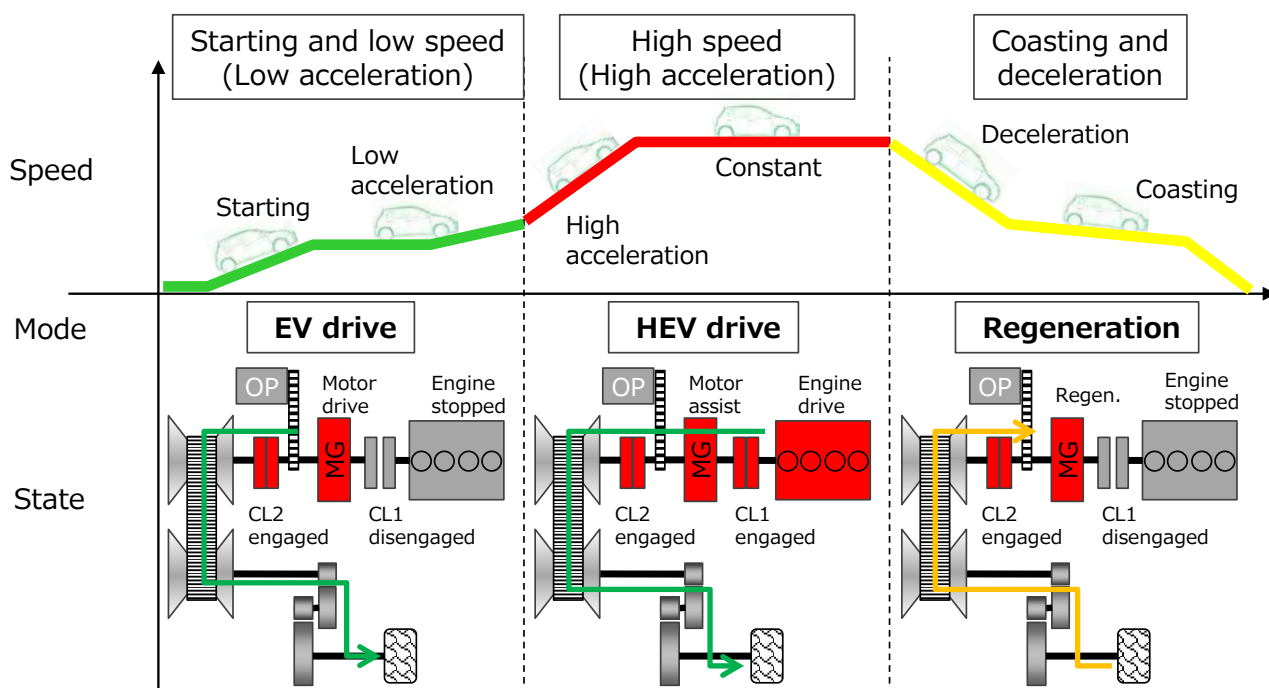 Starting and low speed
(Low acceleration)
High speed
(High acceleration)
Coasting and
deceleration
Speed
Starting
Low
acceleration
High
acceleration
Constant
Deceleration
Coasting
Mode
EV drive
HEV drive
Regeneration
State
OP
Motor
drive
Engine
stopped
MG
CL2
engaged
CL1
disengaged
OP
Motor
assist
Engine
drive
MG
CL2
engaged
CL1
engaged
OP
Regen.
Engine
stopped
MG
CL2
engaged
CL1
disengaged